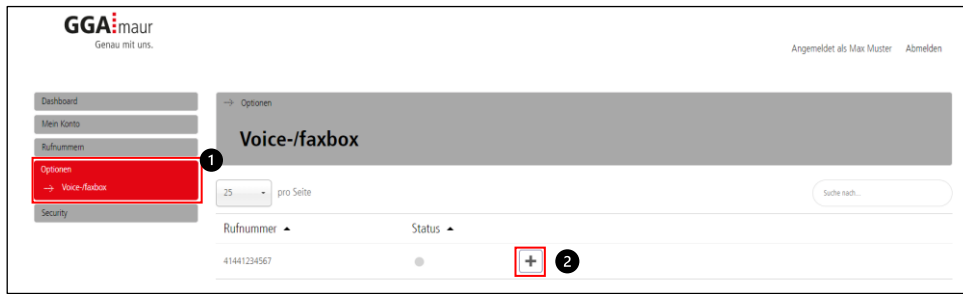 GGA maur
Genau mit uns.
Angemeldet als Max Muster Abmelden
Dashboard
Mein Konto
Rufnummern
Optionen
→ Voice-/faxbox
Security
1
→ Optionen
Voice-/faxbox
25 pro Seite
Suche nach...
Rufnummer ▲ Status ▲
41441234567
+ 2